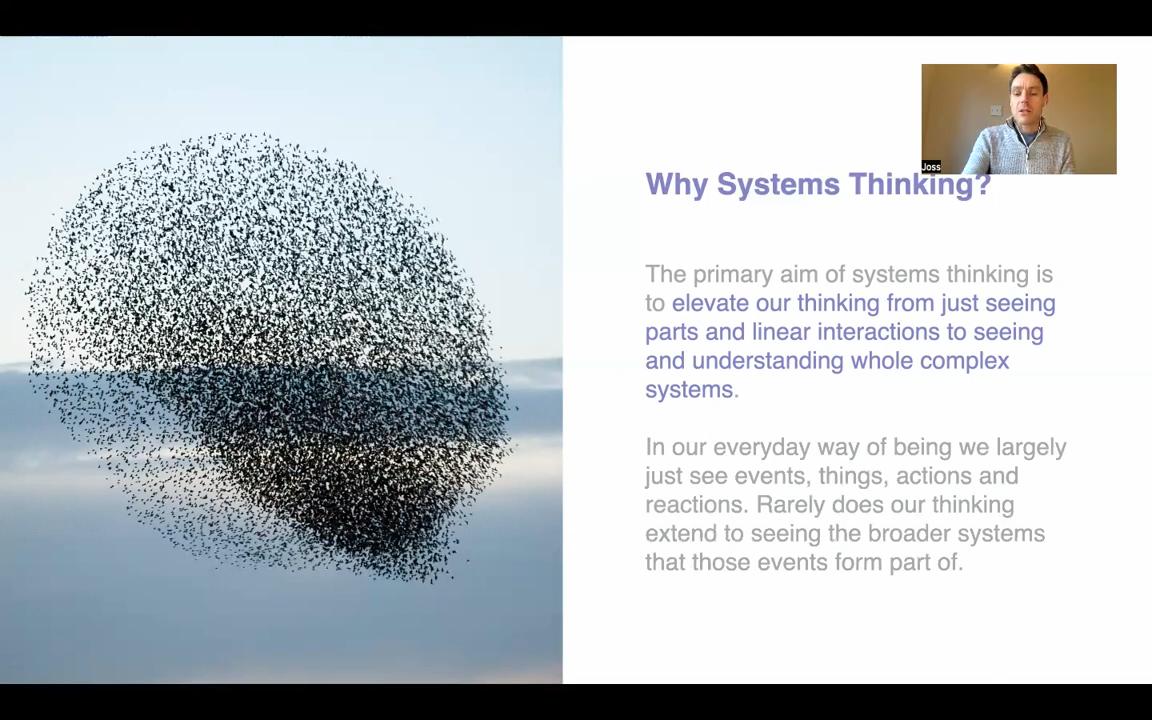 Joss
Why Systems Thinking?
The primary aim of systems thinking is
to elevate our thinking from just seeing
parts and linear interactions to seeing
and understanding whole complex
systems.
In our everyday way of being we largely
just see events, things, actions and
reactions. Rarely does our thinking
extend to seeing the broader systems
that those events form part of.